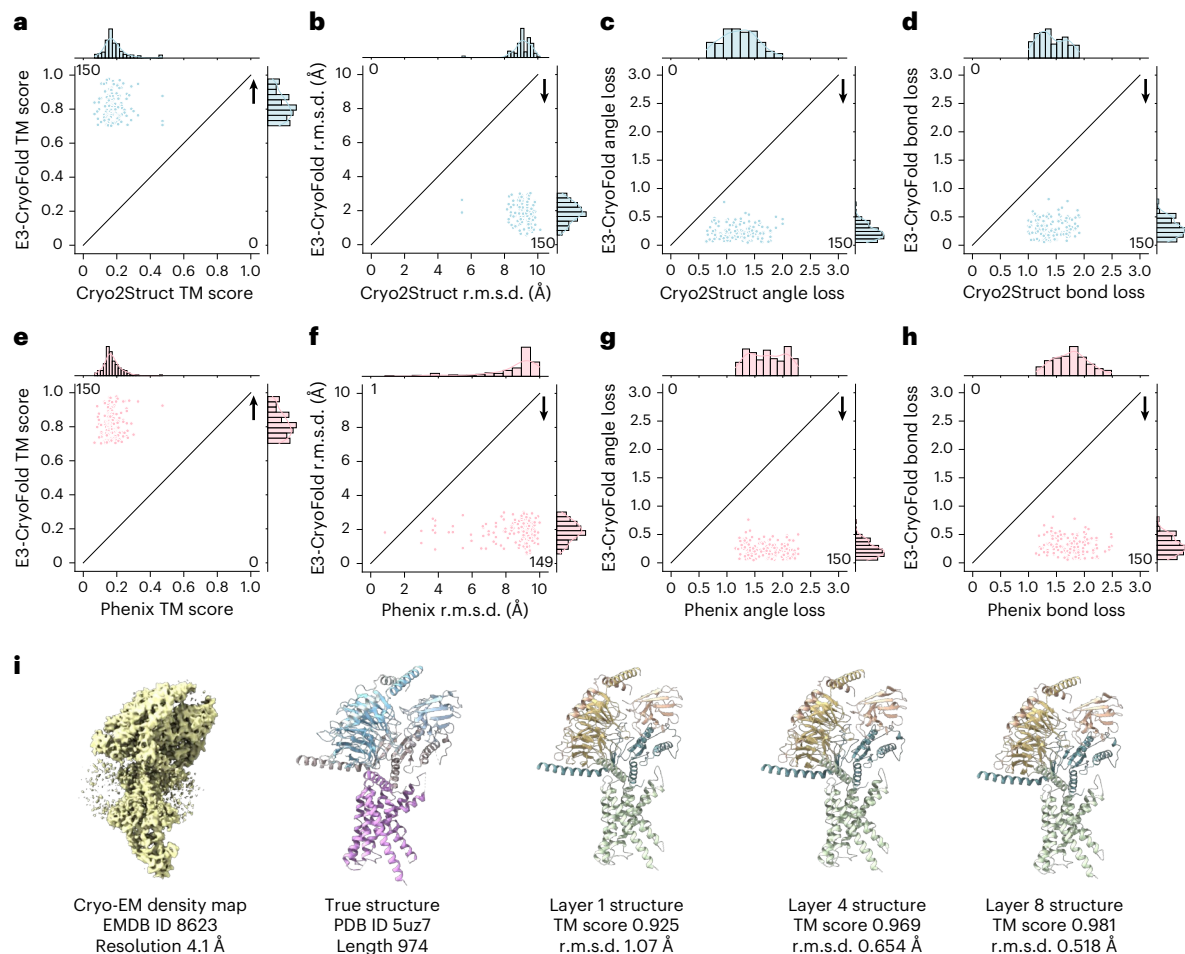 a
150
1.0
0.8
0.6
0.4
0.2
0
0
0 0.2 0.4 0.6 0.8 1.0
E3-CryoFold TM score
Cryo2Struct TM score
b
0
10
8
6
4
2
0
150
0 2 4 6 8 10
E3-CryoFold r.m.s.d. (Å)
Cryo2Struct r.m.s.d. (Å)
c
0
3.0
2.5
2.0
1.5
1.0
0.5
0
150
0 0.5 1.0 1.5 2.0 2.5 3.0
E3-CryoFold angle loss
Cryo2Struct angle loss
d
0
3.0
2.5
2.0
1.5
1.0
0.5
0
150
0 0.5 1.0 1.5 2.0 2.5 3.0
E3-CryoFold bond loss
Cryo2Struct bond loss
e
150
1.0
0.8
0.6
0.4
0.2
0
0
0 0.2 0.4 0.6 0.8 1.0
E3-CryoFold TM score
Phenix TM score
f
1
10
8
6
4
2
0
149
0 2 4 6 8 10
E3-CryoFold r.m.s.d. (Å)
Phenix r.m.s.d. (Å)
g
0
3.0
2.5
2.0
1.5
1.0
0.5
0
150
0 0.5 1.0 1.5 2.0 2.5 3.0
E3-CryoFold angle loss
Phenix angle loss
h
0
3.0
2.5
2.0
1.5
1.0
0.5
0
150
0 0.5 1.0 1.5 2.0 2.5 3.0
E3-CryoFold bond loss
Phenix bond loss
i
Cryo-EM density map
EMDB ID 8623
Resolution 4.1 Å
True structure
PDB ID 5uz7
Length 974
Layer 1 structure
TM score 0.925
r.m.s.d. 1.07 Å
Layer 4 structure
TM score 0.969
r.m.s.d. 0.654 Å
Layer 8 structure
TM score 0.981
r.m.s.d. 0.518 Å